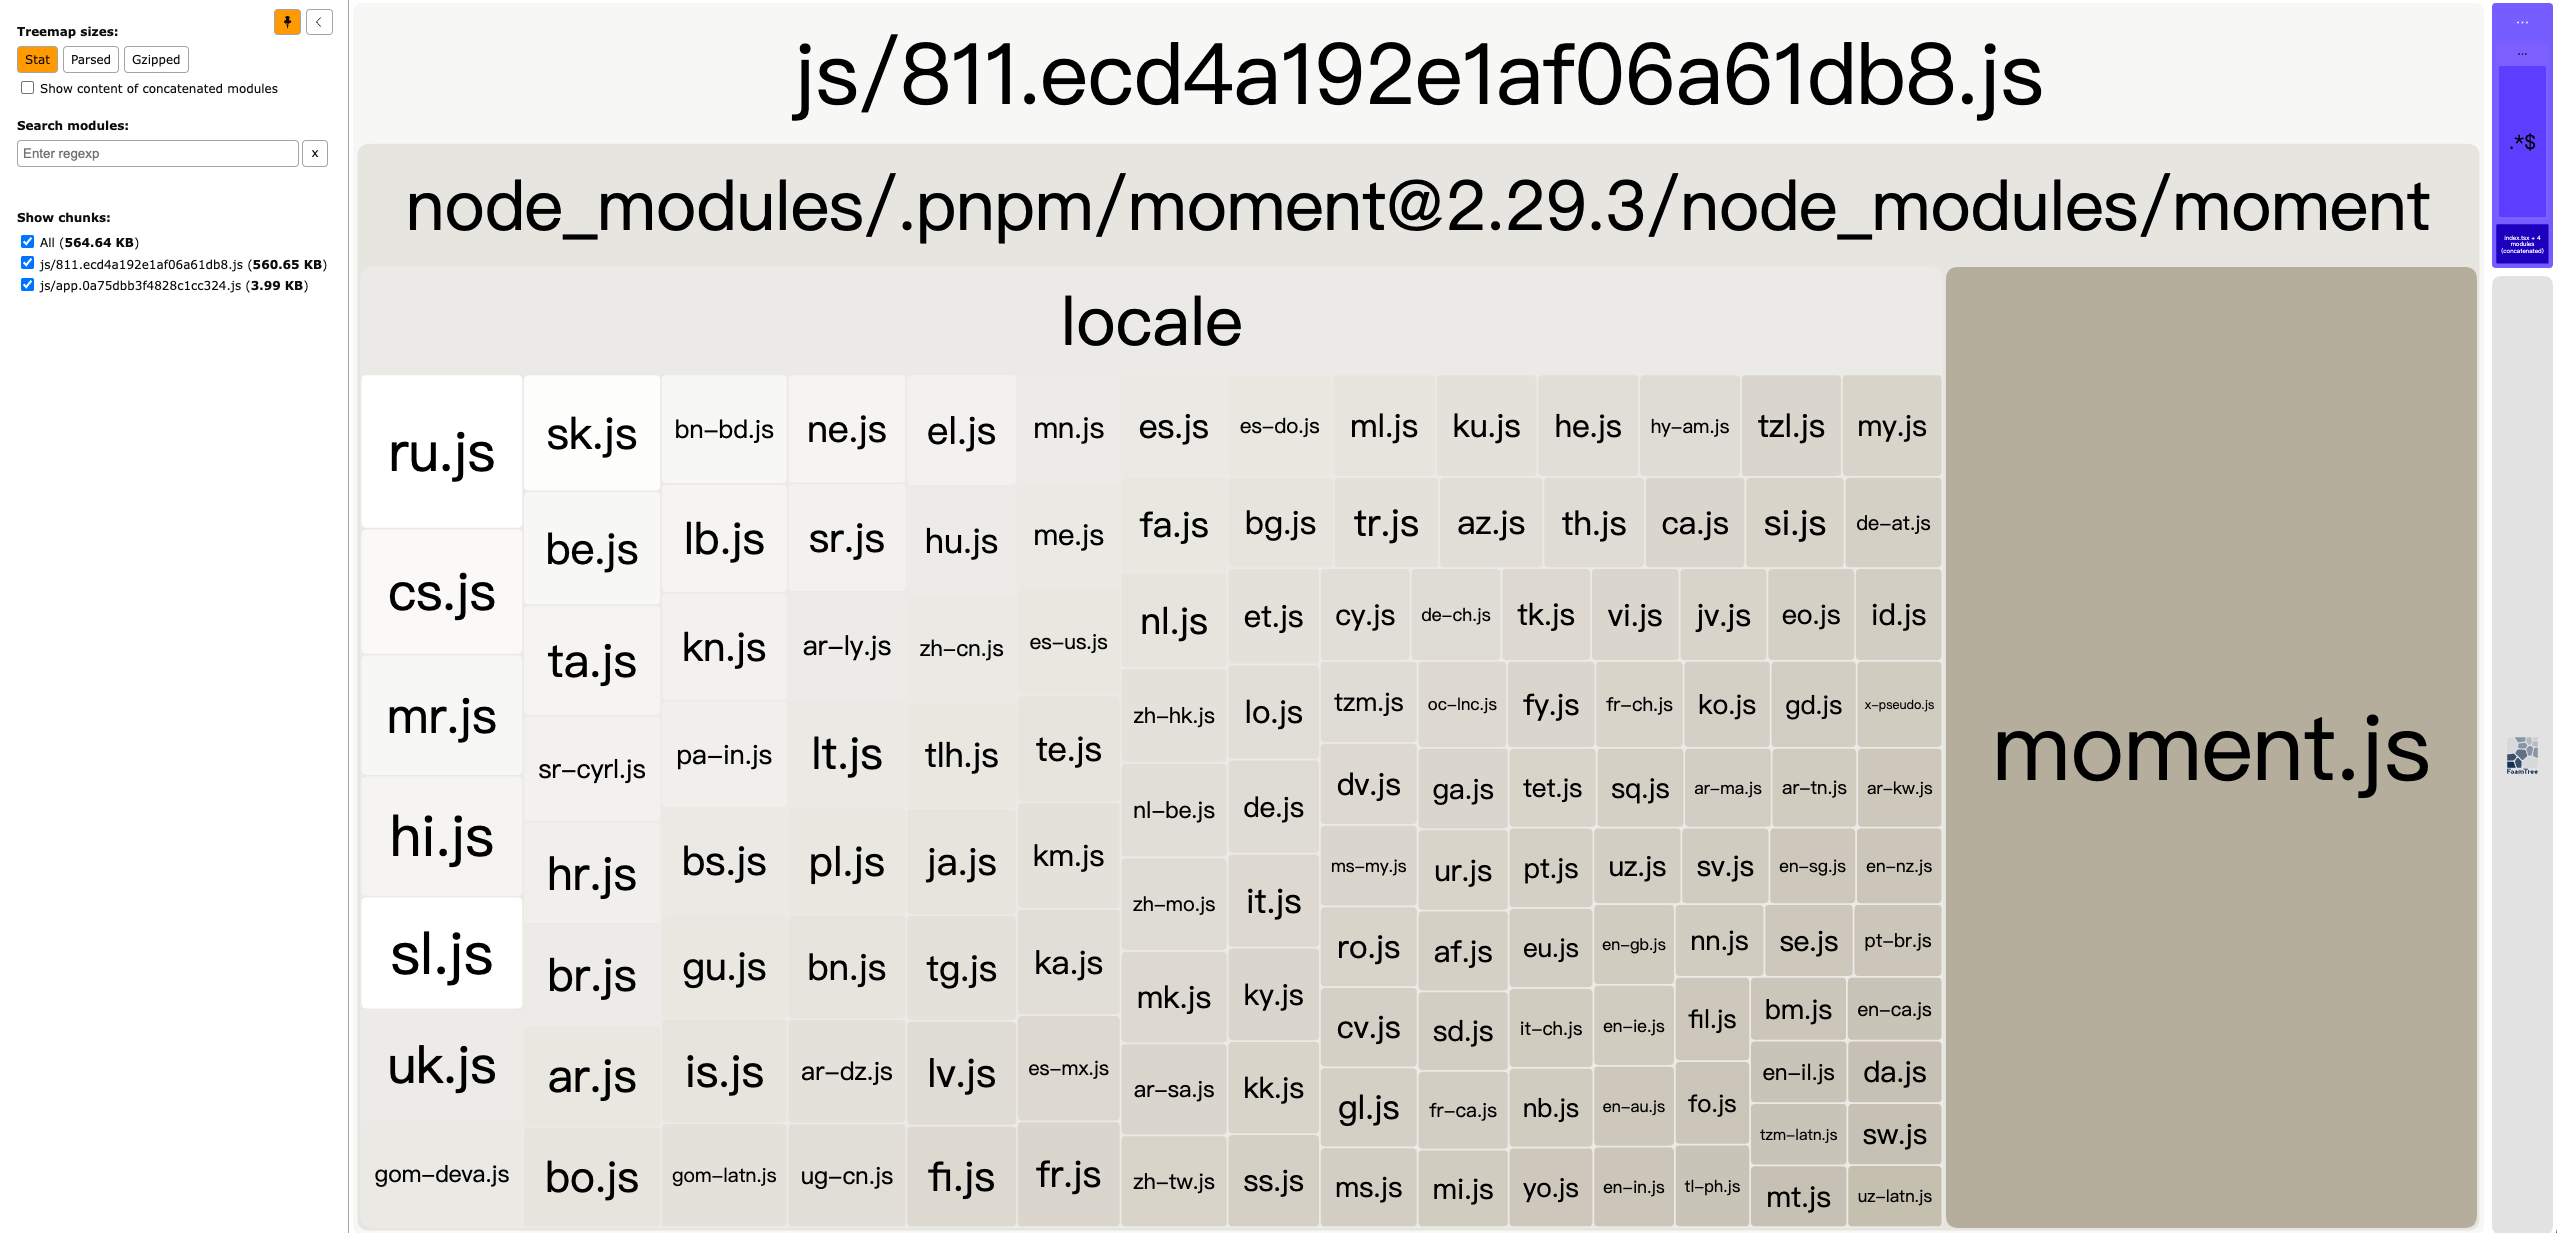 Treemap sizes:
Stat Parsed Gzipped
Show content of concatenated modules
Search modules:
Enter regexp x
Show chunks:
All (564.64 KB)
js/811.ecd4a192e1af06a61db8.js (560.65 KB)
js/app.0a75dbb3f4828c1cc324.js (3.99 KB)
js/811.ecd4a192e1af06a61db8.js
node_modules/.pnpm/moment@2.29.3/node_modules/moment
locale
ru.js
cs.js
mr.js
hi.js
sl.js
uk.js
gom-deva.js
sk.js
be.js
ta.js
sr-cyrl.js
hr.js
br.js
ar.js
bo.js
bn-bd.js
lb.js
kn.js
pa-in.js
bs.js
gu.js
is.js
gom-latn.js
ne.js
sr.js
ar-ly.js
lt.js
pl.js
bn.js
ar-dz.js
ug-cn.js
el.js
hu.js
zh-cn.js
tlh.js
ja.js
tg.js
lv.js
fi.js
mn.js
me.js
es-us.js
te.js
km.js
ka.js
es-mx.js
fr.js
es.js
fa.js
nl.js
zh-hk.js
nl-be.js
zh-mo.js
mk.js
ar-sa.js
zh-tw.js
es-do.js
bg.js
et.js
lo.js
de.js
it.js
ky.js
kk.js
ss.js
ml.js
ku.js
he.js
hy-am.js
tzl.js
my.js
tr.js
az.js
th.js
ca.js
si.js
de-at.js
cy.js
de-ch.js
tk.js
vi.js
jv.js
eo.js
id.js
tzm.js
oc-lnc.js
fy.js
fr-ch.js
ko.js
gd.js
x-pseudo.js
dv.js
ga.js
tet.js
sq.js
ar-ma.js
ar-tn.js
ar-kw.js
ms-my.js
ur.js
pt.js
uz.js
sv.js
en-sg.js
en-nz.js
ro.js
af.js
eu.js
en-gb.js
nn.js
se.js
pt-br.js
cv.js
sd.js
it-ch.js
en-ie.js
fil.js
bm.js
en-ca.js
gl.js
fr-ca.js
nb.js
en-au.js
fo.js
en-il.js
da.js
tzm-latn.js
sw.js
ms.js
mi.js
yo.js
en-in.js
tl-ph.js
mt.js
uz-latn.js
moment.js
...
...
.*$
index.tsx + 4
modules
(concatenated)
FoamTree